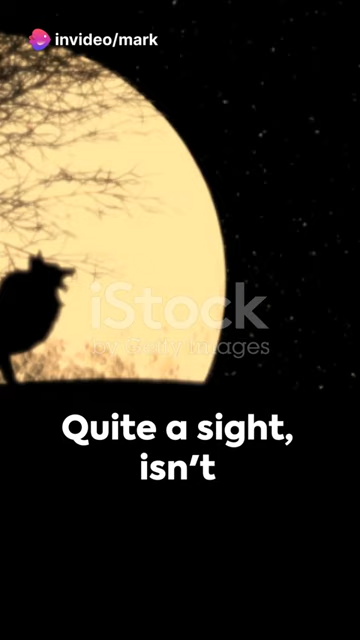 invideo/mark
iStock
by Getty Images
Quite a sight,
isn't